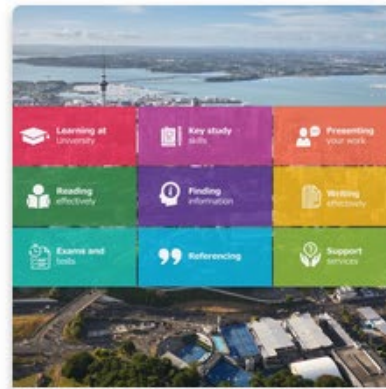 Learning at
University
Key study
skills
Presenting
your work
Reading
effectively
Finding
information
Writing
effectively
Exams and
tests
Referencing
Support
services